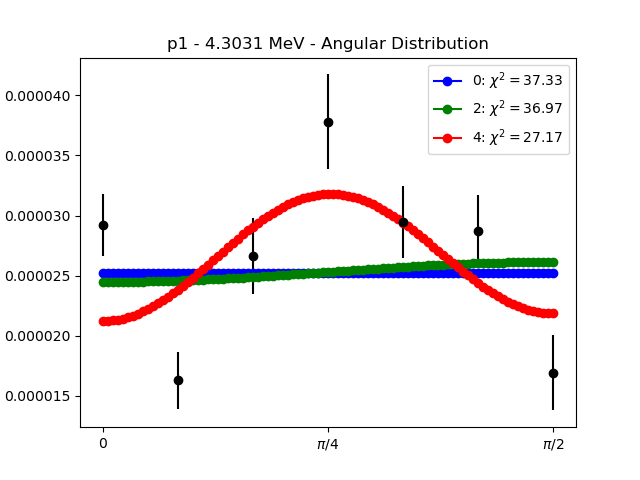 p1 - 4.3031 MeV - Angular Distribution
0: χ² = 37.33
2: χ² = 36.97
4: χ² = 27.17
0.000040
0.000035
0.000030
0.000025
0.000020
0.000015
0 π/4 π/2